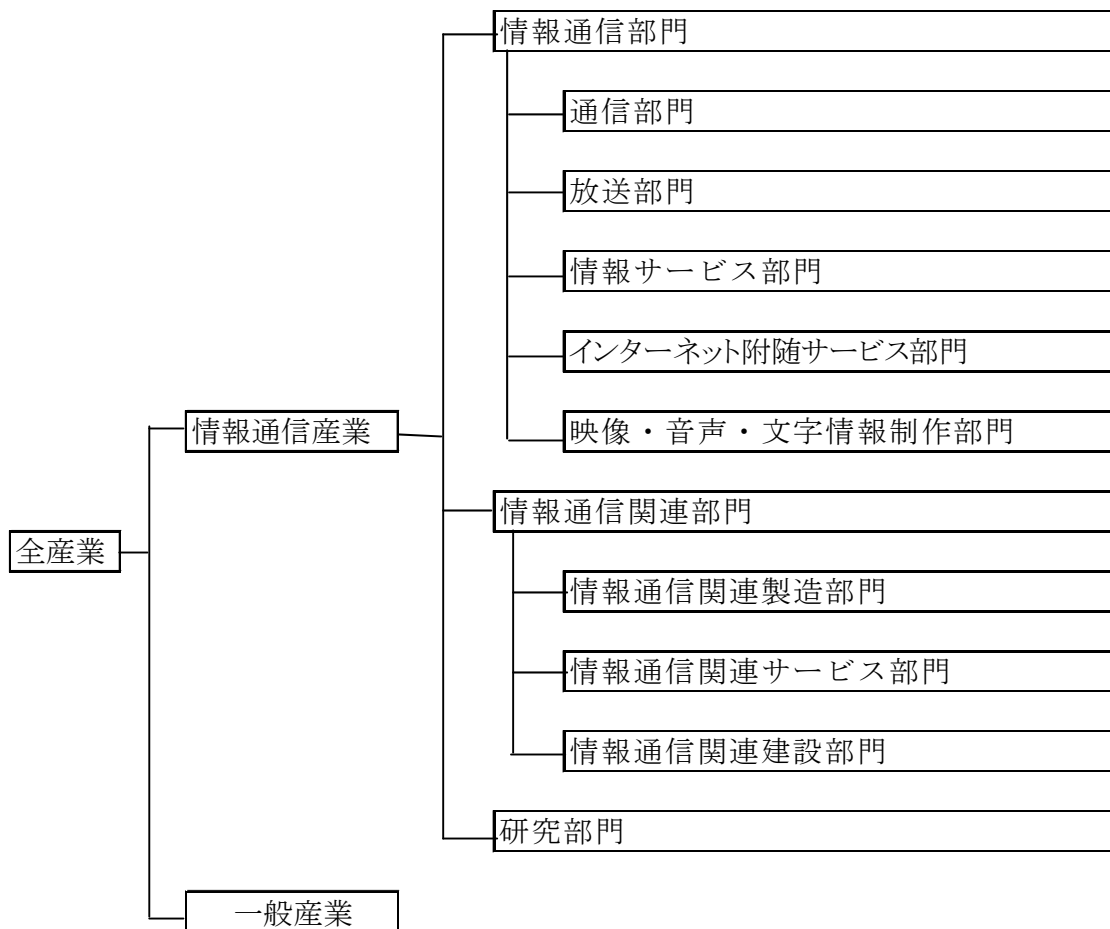 情報通信部門
通信部門
放送部門
情報サービス部門
インターネット附随サービス部門
情報通信産業
映像・音声・文字情報制作部門
情報通信関連部門
全産業
情報通信関連製造部門
情報通信関連サービス部門
情報通信関連建設部門
研究部門
一般産業